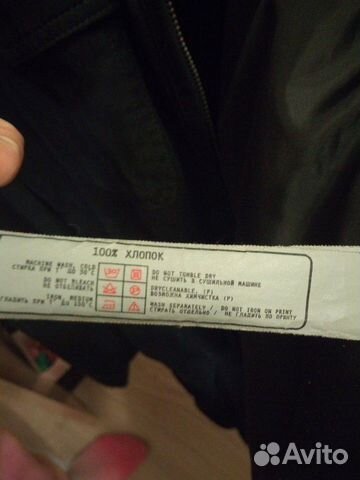 100% ХЛОПОК
MACHINE WASH, COLD
СТИРКА ПРИ T° ДО 30°C
30°
DO NOT TUMBLE DRY
НЕ СУШИТЬ В СУШИЛЬНОЙ МАШИНЕ
DO NOT BLEACH
НЕ ОТБЕЛИВАТЬ
DRYCLEANABLE, (P)
ВОЗМОЖНА ХИМЧИСТКА (P)
IRON, MEDIUM
ГЛАДИТЬ ПРИ T° ДО 150°C
WASH SEPARATELY / DO NOT IRON ON PRINT
СТИРАТЬ ОТДЕЛЬНО / НЕ ГЛАДИТЬ ПО ПРИНТУ
Avito